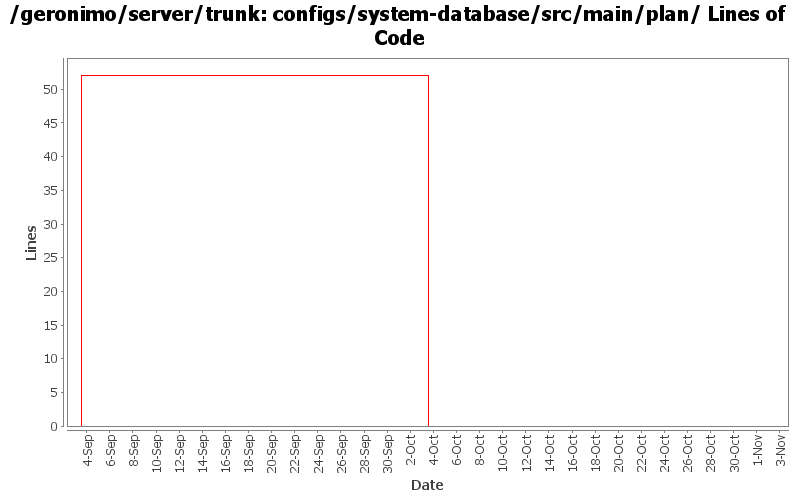 /geronimo/server/trunk: configs/system-database/src/main/plan/ Lines of
Code
Lines
50
45
40
35
30
25
20
15
10
5
0
4-Sep
6-Sep
8-Sep
10-Sep
12-Sep
14-Sep
16-Sep
18-Sep
20-Sep
22-Sep
24-Sep
26-Sep
28-Sep
30-Sep
2-Oct
4-Oct
6-Oct
8-Oct
10-Oct
12-Oct
14-Oct
16-Oct
18-Oct
20-Oct
22-Oct
24-Oct
26-Oct
28-Oct
30-Oct
1-Nov
3-Nov
Date